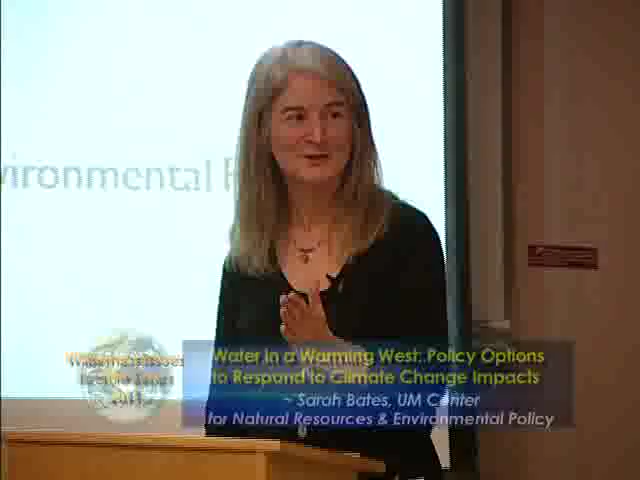 vironmental
Water in a Warming West: Policy Options
to Respond to Climate Change Impacts
~ Sarah Bates, UM Center
for Natural Resources & Environmental Policy